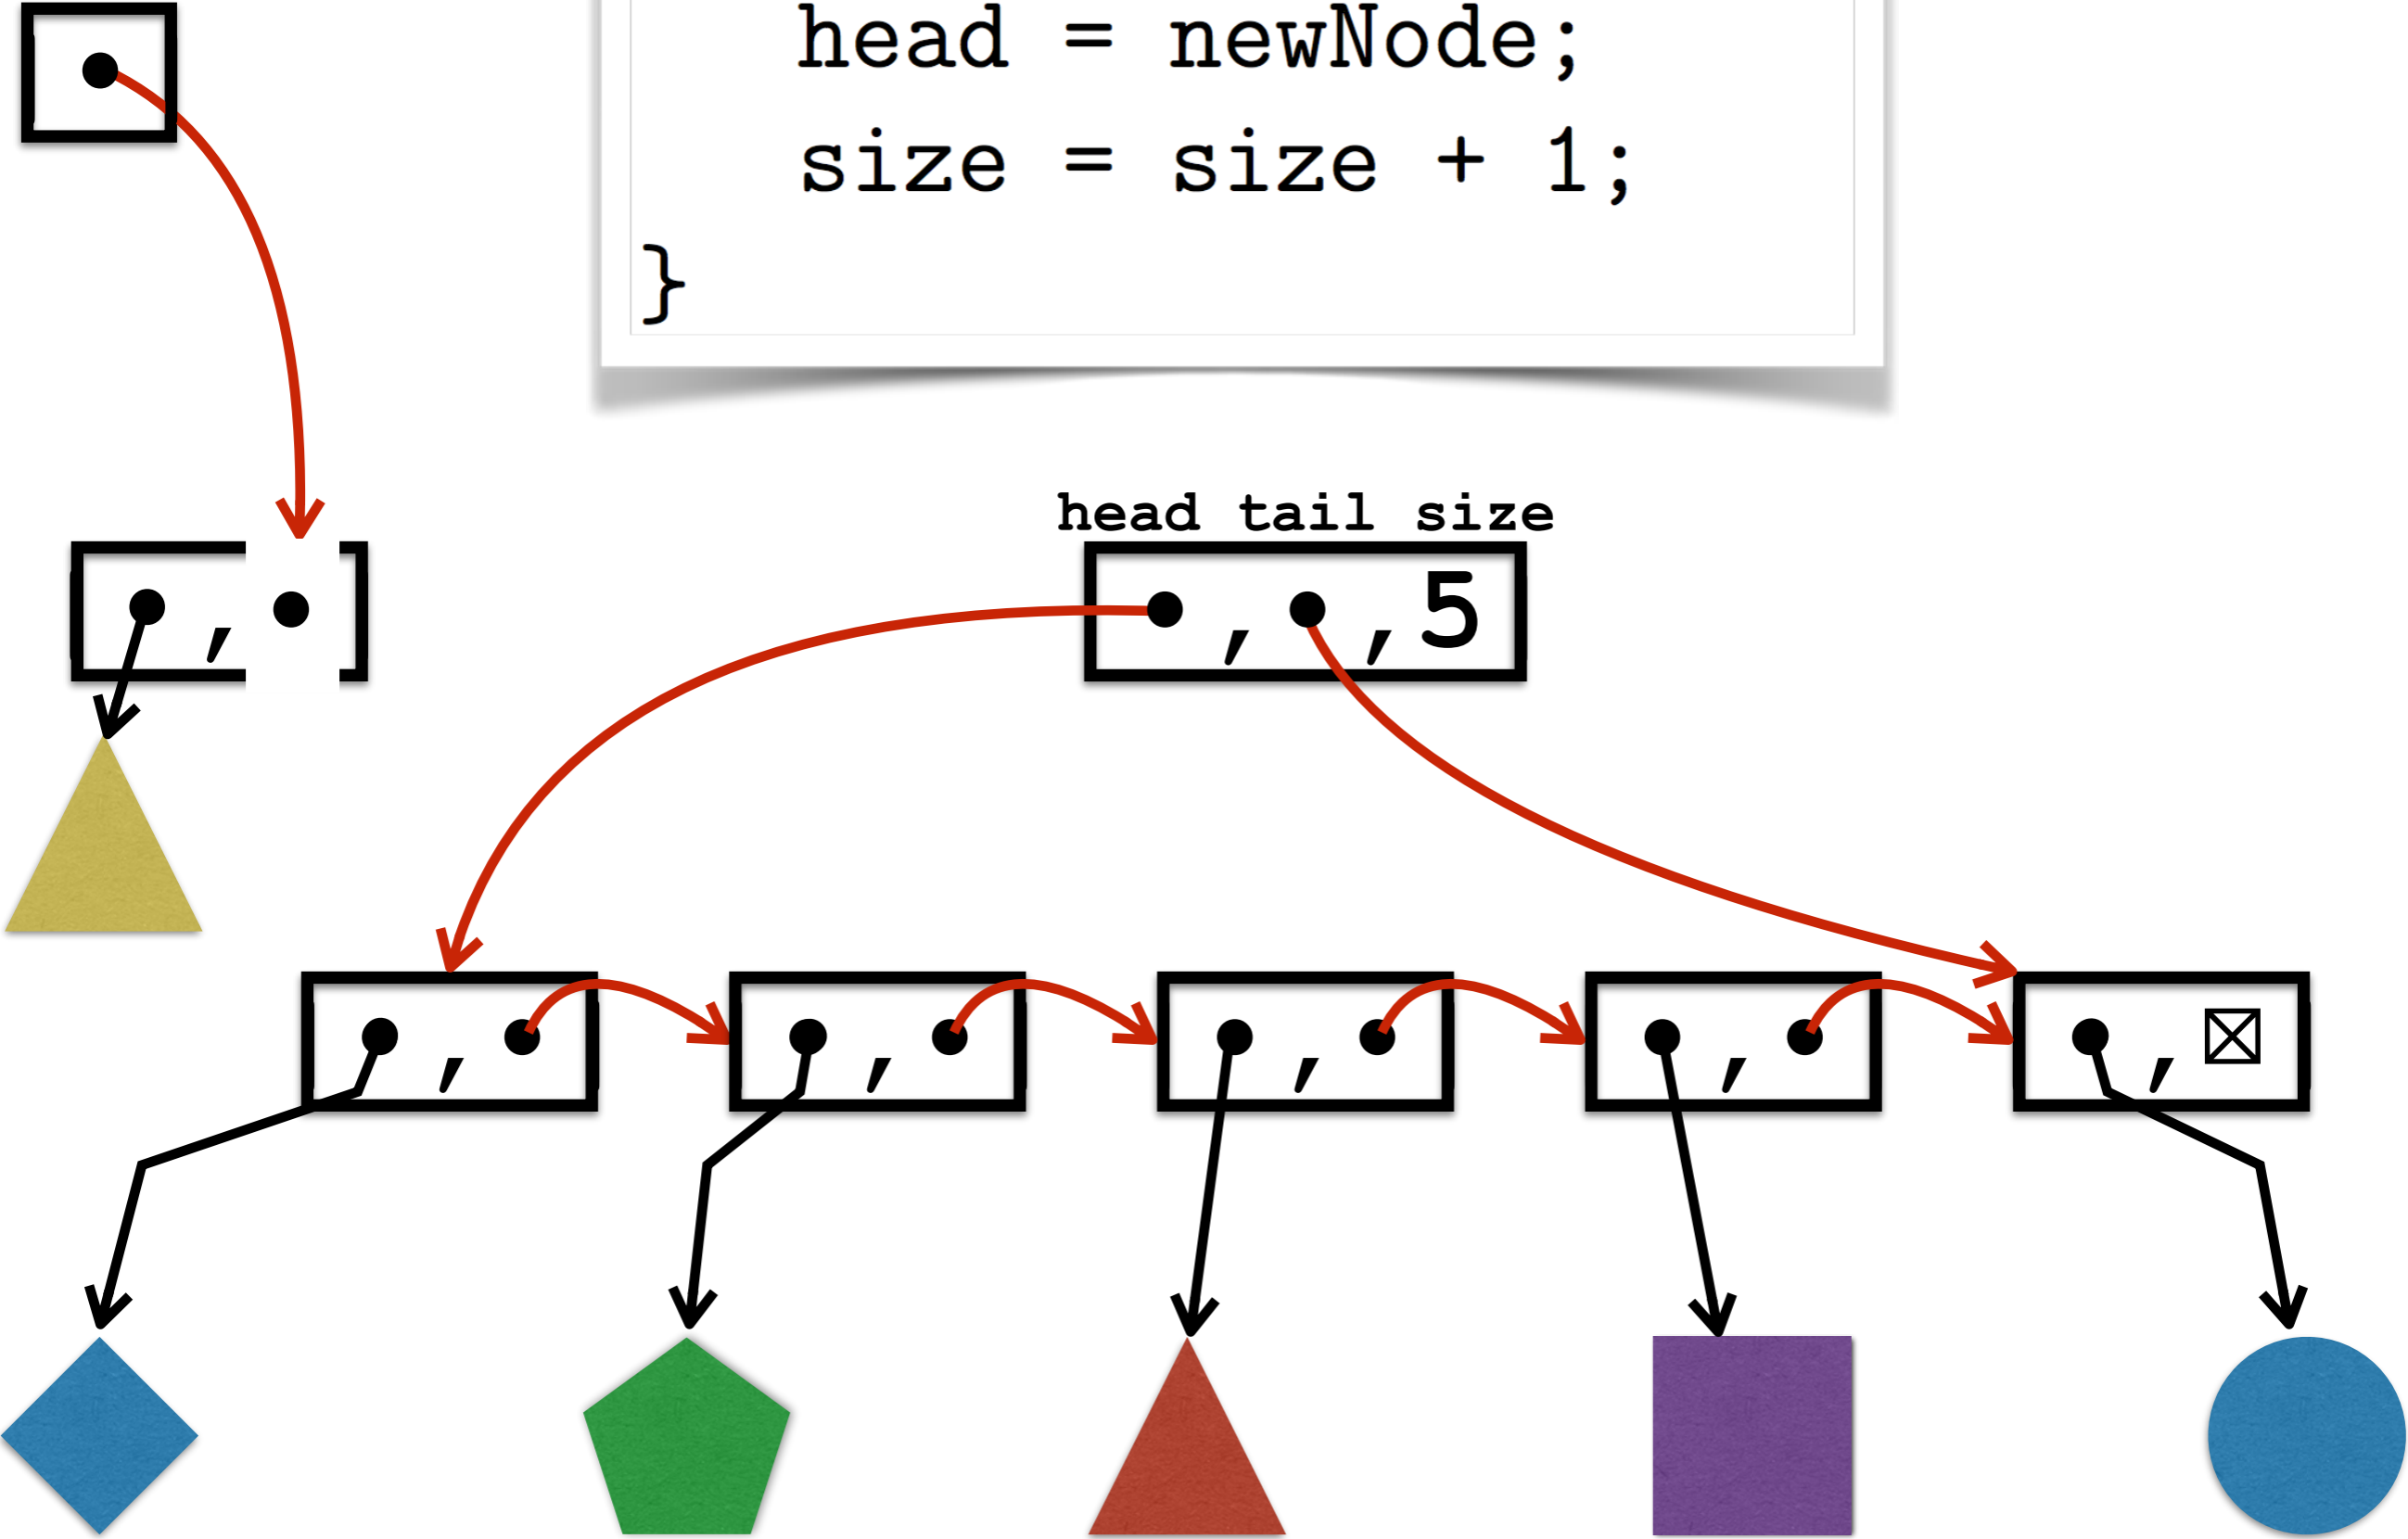 head = newNode;
size = size + 1;
}
head tail size
, , ,5
, , , , ,